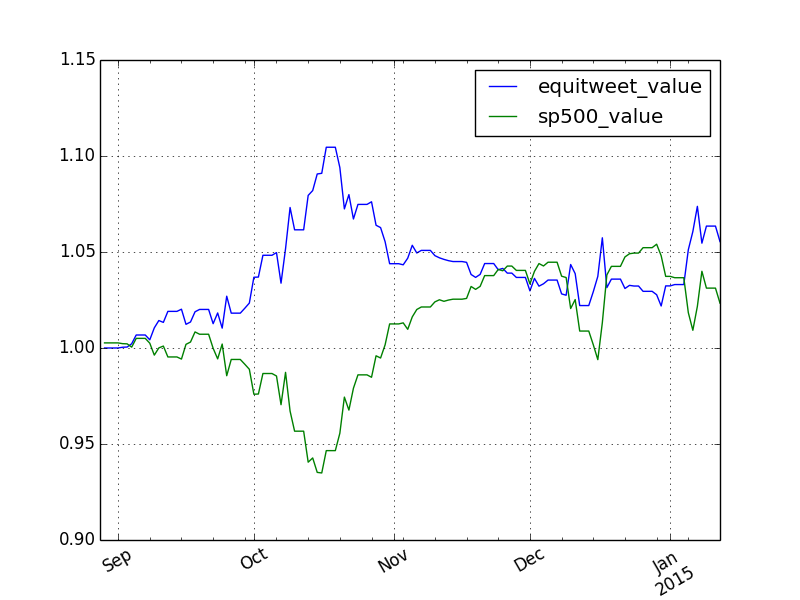 1.15
equitweet_value
sp500_value
1.10
1.05
1.00
0.95
0.90
Sep
Oct
Nov
Dec
Jan
2015